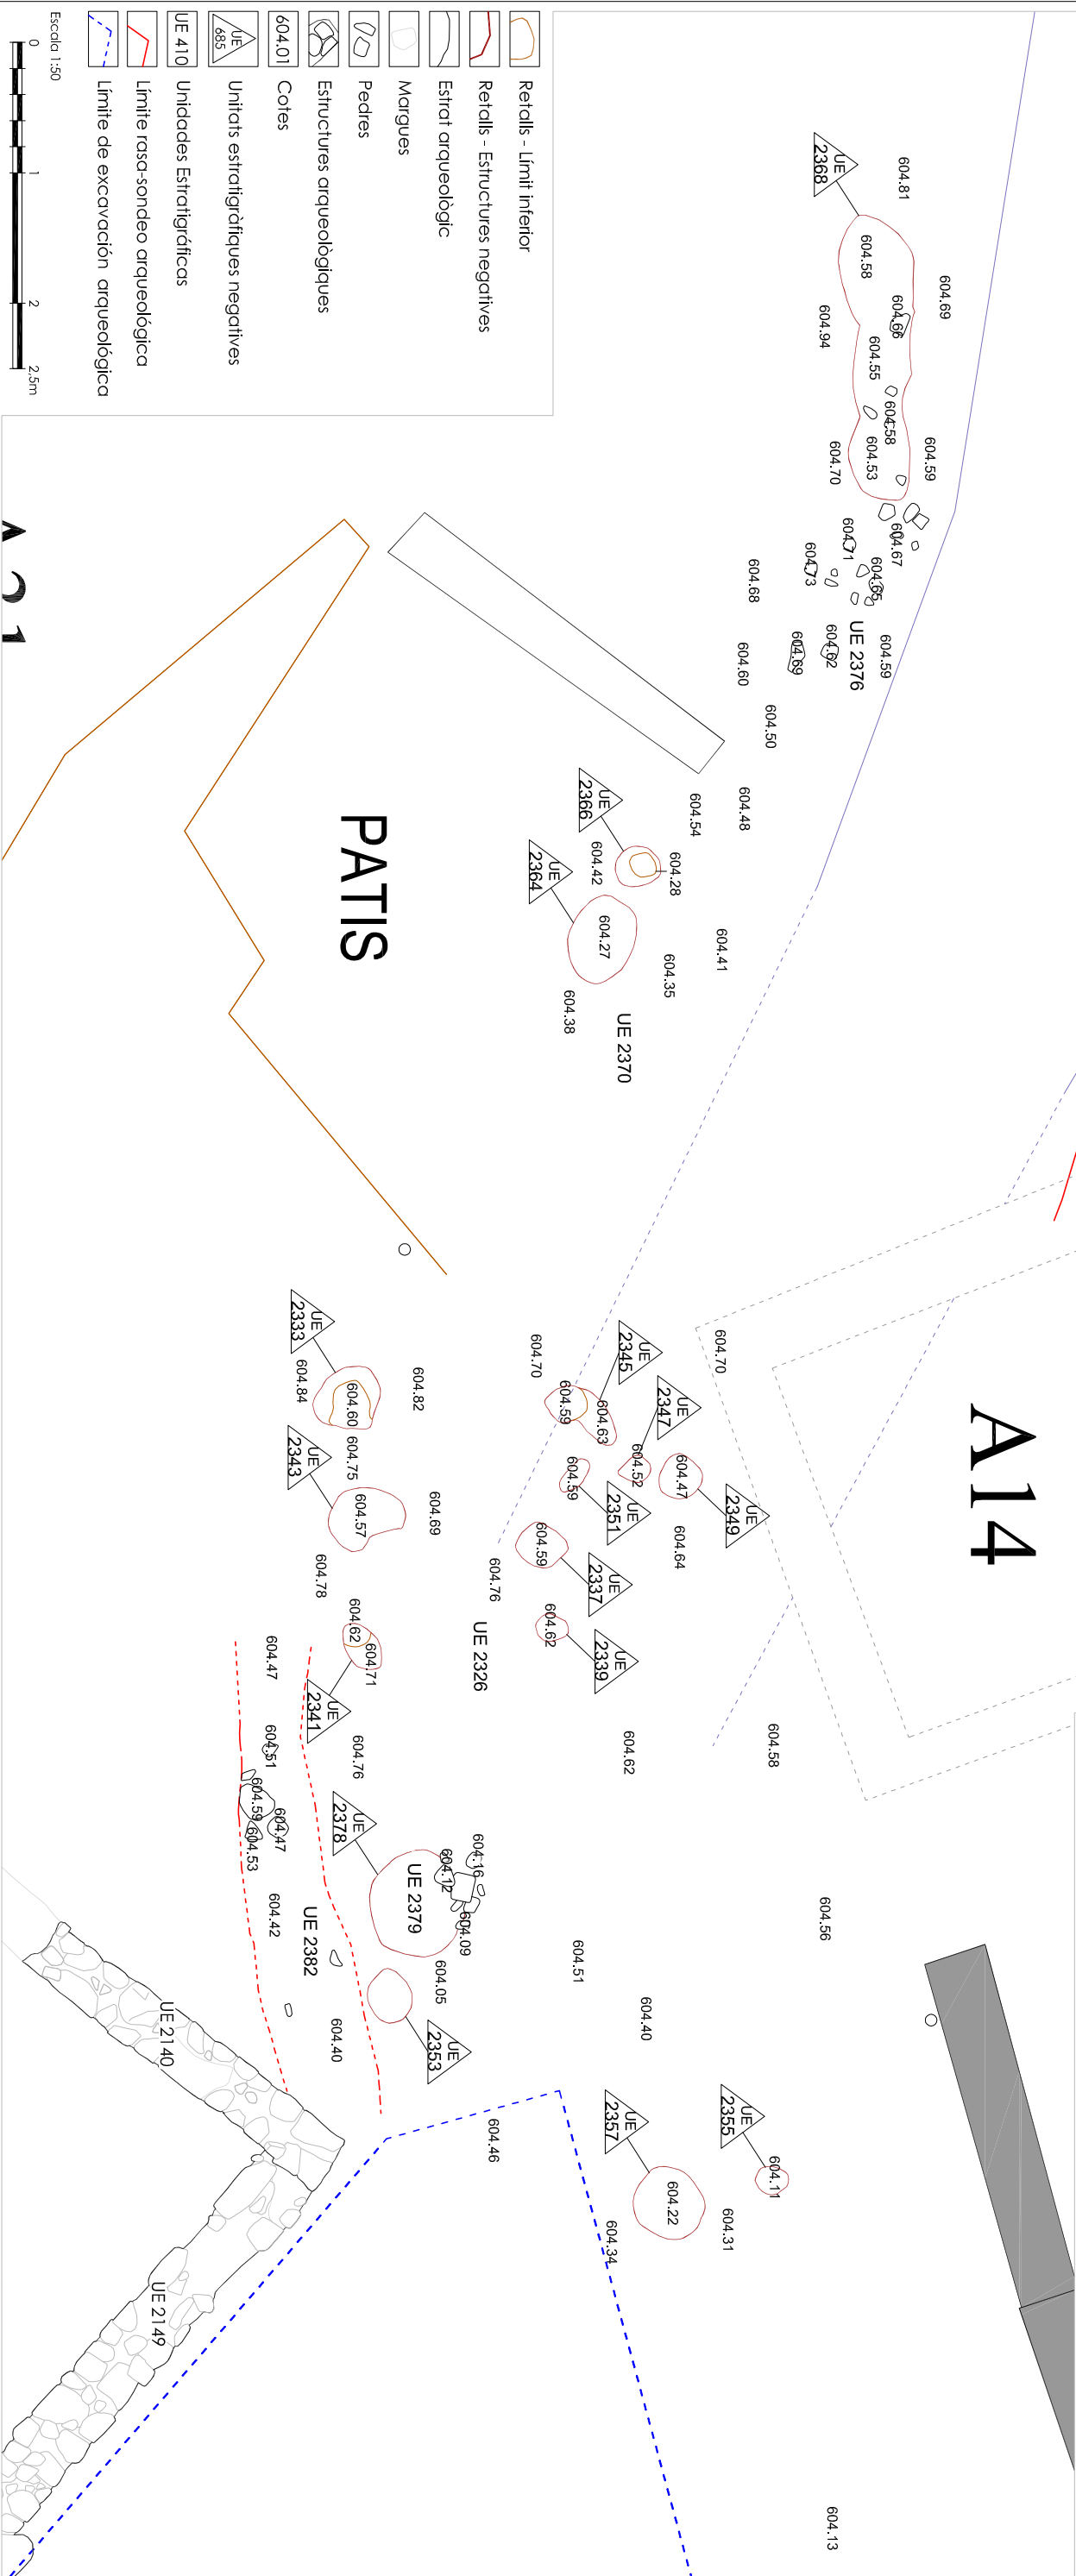 Retalls - Límit inferior
Retalls - Estructures negatives
Estrat arqueològic
Margues
Pedres
Estructures arqueològiques
604.01
Cotes
UE
685
Unitats estratigràfiques negatives
UE 410
Unidades Estratigráficas
Límite rasa-sondeo arqueológica
Límite de excavación arqueológica
Escala 1:50
0
1
2
2,5m
604.81
UE
2368
604.58
604.69
604.66
604.94
604.55
604.58
604.59
604.53
604.70
604.67
604.71
604.65
604.73
604.68
UE 2376
604.59
604.62
604.69
604.60
604.50
604.48
604.54
UE
2366
604.28
604.42
UE
2364
604.27
604.41
604.35
604.38
UE 2370
PATIS
A14
604.70
604.70
UE
2345
UE
2347
604.59
604.63
604.52
604.47
604.59
UE
2349
UE
2351
604.64
604.59
UE
2337
604.62
UE
2339
604.76
UE 2326
UE
2333
604.84
604.60
604.82
604.75
UE
2343
604.57
604.69
604.78
604.62
604.71
UE
2341
604.47
604.51
604.76
604.59
604.47
604.53
604.42
604.62
604.58
UE
2378
UE 2379
604.16
604.12
604.09
604.05
UE 2382
604.40
UE
2353
604.56
604.51
604.40
604.46
UE
2355
604.11
UE
2357
604.22
604.31
604.34
UE 2140
UE 2149
604.13